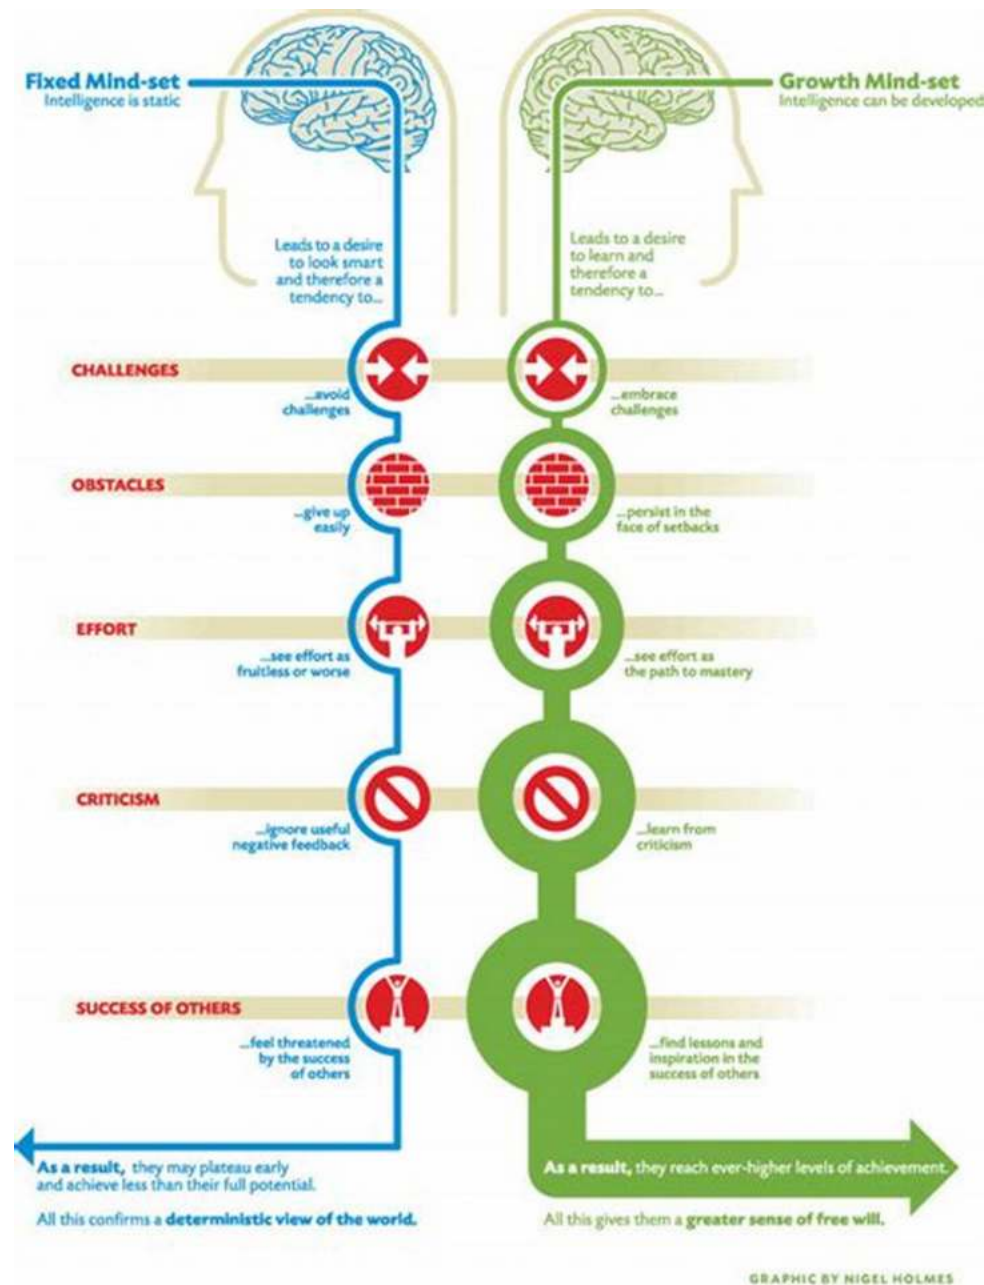 Fixed Mind-set
Intelligence is static
Growth Mind-set
Intelligence can be developed
Leads to a desire
to look smart
and therefore a
tendency to...
Leads to a desire
to learn and
therefore a
tendency to...
CHALLENGES
...avoid
challenges
...embrace
challenges
OBSTACLES
...give up
easily
...persist in the
face of setbacks
EFFORT
...see effort as
fruitless or worse
...see effort as
the path to mastery
CRITICISM
...ignore useful
negative feedback
...learn from
criticism
SUCCESS OF OTHERS
...feel threatened
by the success
of others
...find lessons and
inspiration in the
success of others
As a result, they may plateau early
and achieve less than their full potential.
All this confirms a deterministic view of the world.
As a result, they reach ever-higher levels of achievement.
All this gives them a greater sense of free will.
GRAPHIC BY NIGEL HOLMES